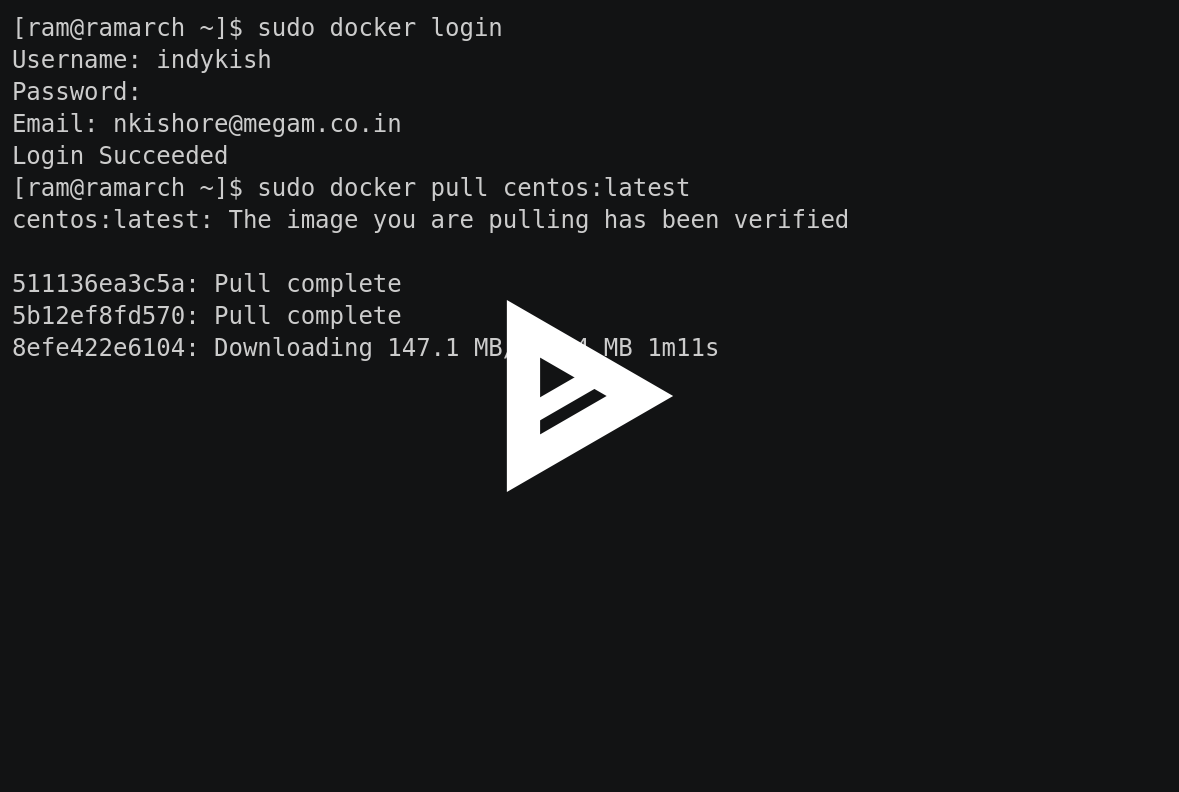 [ram@ramarch ~]$ sudo docker login
Username: indykish
Password:
Email: nkishore@megam.co.in
Login Succeeded
[ram@ramarch ~]$ sudo docker pull centos:latest
centos:latest: The image you are pulling has been verified
511136ea3c5a: Pull complete
5b12ef8fd570: Pull complete
8efe422e6104: Downloading 147.1 MB/ MB 1m11s